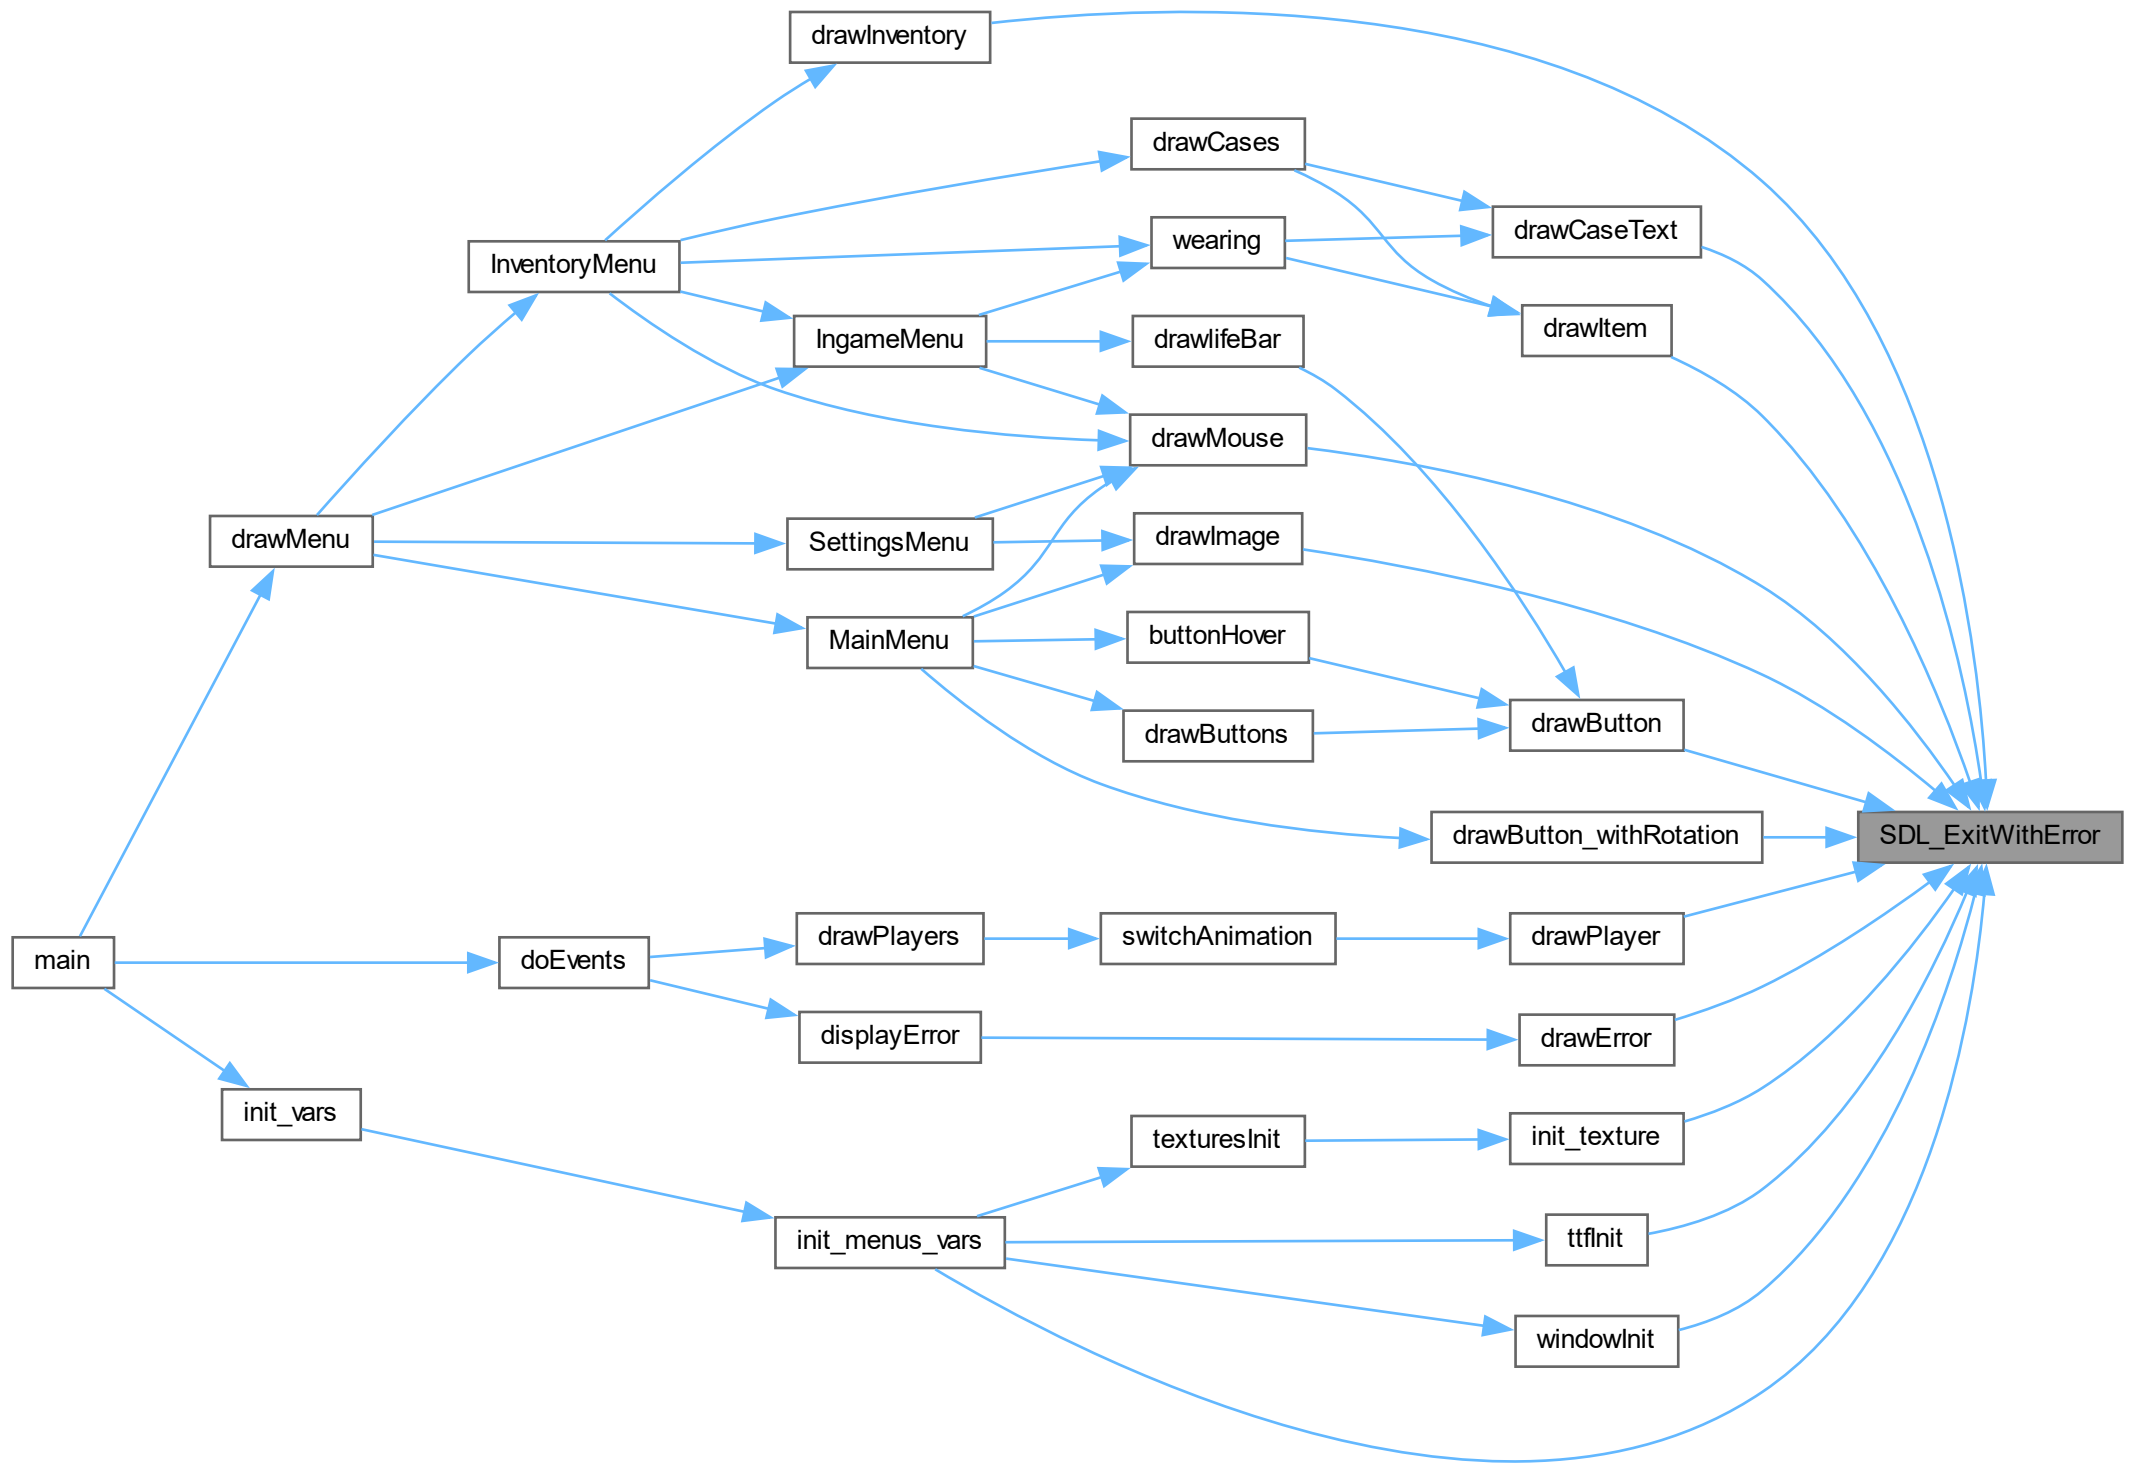 drawInventory
drawCases
drawCaseText
wearing
InventoryMenu
drawItem
IngameMenu
drawlifeBar
drawMouse
drawMenu
SettingsMenu
drawImage
MainMenu
buttonHover
drawButtons
drawButton
drawButton_withRotation
SDL_ExitWithError
main
doEvents
drawPlayers
switchAnimation
drawPlayer
displayError
drawError
init_vars
texturesInit
init_texture
init_menus_vars
ttfInit
windowInit